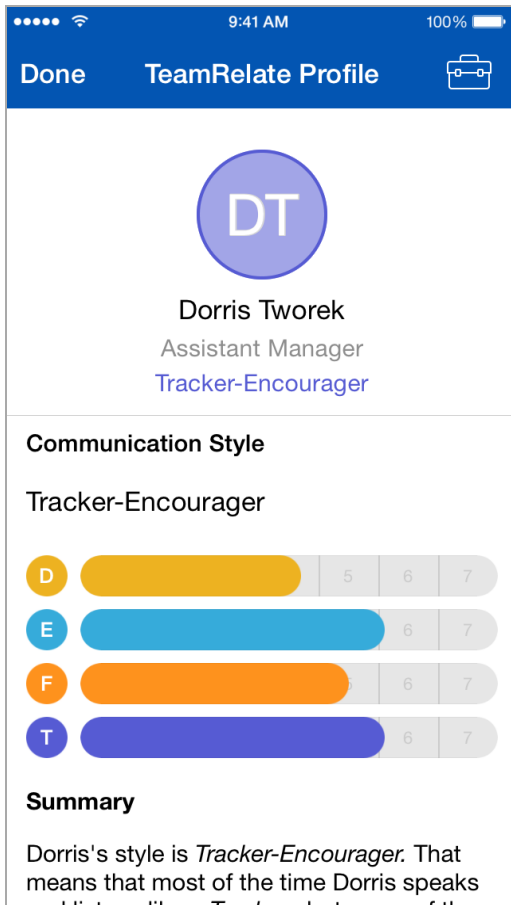 9:41 AM
100%
Done
TeamRelate Profile
DT
Dorris Tworek
Assistant Manager
Tracker-Encourager
Communication Style
Tracker-Encourager
D 5 6 7
E 6 7
F 6 7
T 6 7
Summary
Dorris's style is Tracker-Encourager. That
means that most of the time Dorris speaks